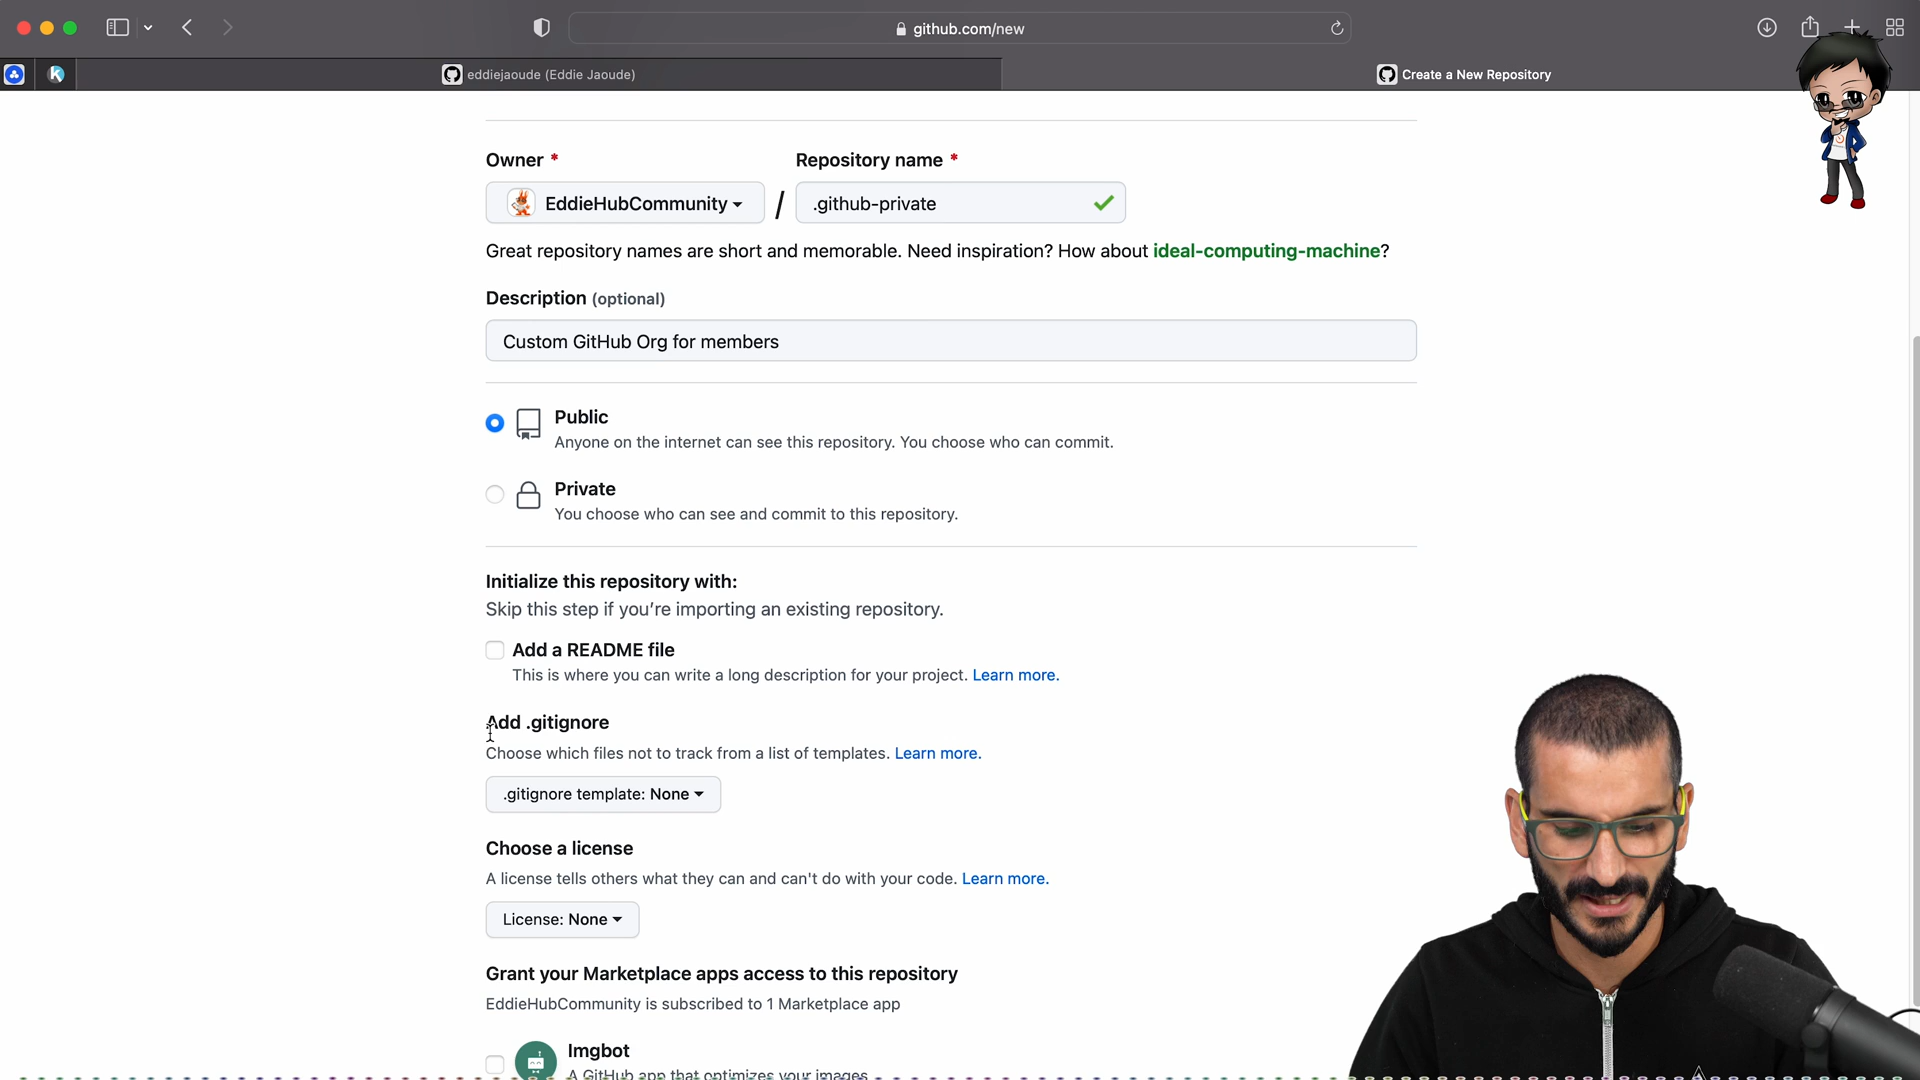 github.com/new
eddiejaoude (Eddie Jaoude)
Create a New Repository
Owner *
Repository name *
EddieHubCommunity
/
.github-private
Great repository names are short and memorable. Need inspiration? How about ideal-computing-machine?
Description (optional)
Custom GitHub Org for members
Public
Anyone on the internet can see this repository. You choose who can commit.
Private
You choose who can see and commit to this repository.
Initialize this repository with:
Skip this step if you’re importing an existing repository.
Add a README file
This is where you can write a long description for your project. Learn more.
Add .gitignore
Choose which files not to track from a list of templates. Learn more.
.gitignore template: None
Choose a license
A license tells others what they can and can't do with your code. Learn more.
License: None
Grant your Marketplace apps access to this repository
EddieHubCommunity is subscribed to 1 Marketplace app
Imgbot
A GitHub app that optimizes your images